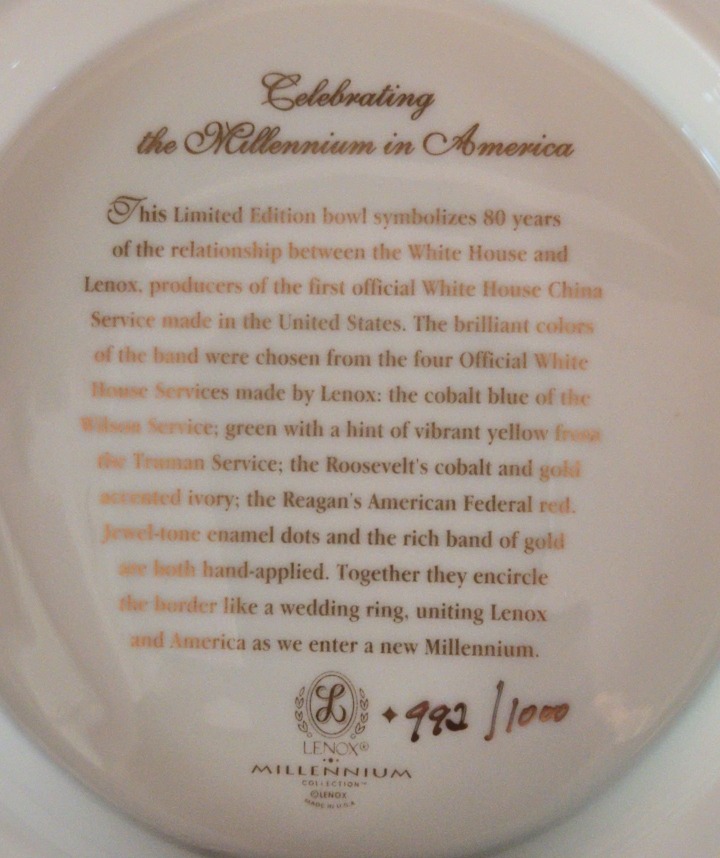 Celebrating
the Millennium in America
This Limited Edition bowl symbolizes 80 years
of the relationship between the White House and
Lenox, producers of the first official White House China
Service made in the United States. The brilliant colors
of the band were chosen from the four Official White
House Services made by Lenox: the cobalt blue of the
Wilson Service; green with a hint of vibrant yellow from
the Truman Service; the Roosevelt's cobalt and gold
accented ivory; the Reagan's American Federal red.
Jewel-tone enamel dots and the rich band of gold
are both hand-applied. Together they encircle
the border like a wedding ring, uniting Lenox
and America as we enter a new Millennium.
L
✦ 992/1000
LENOX®
MILLENNIUM
COLLECTION™
©LENOX
MADE IN U.S.A.